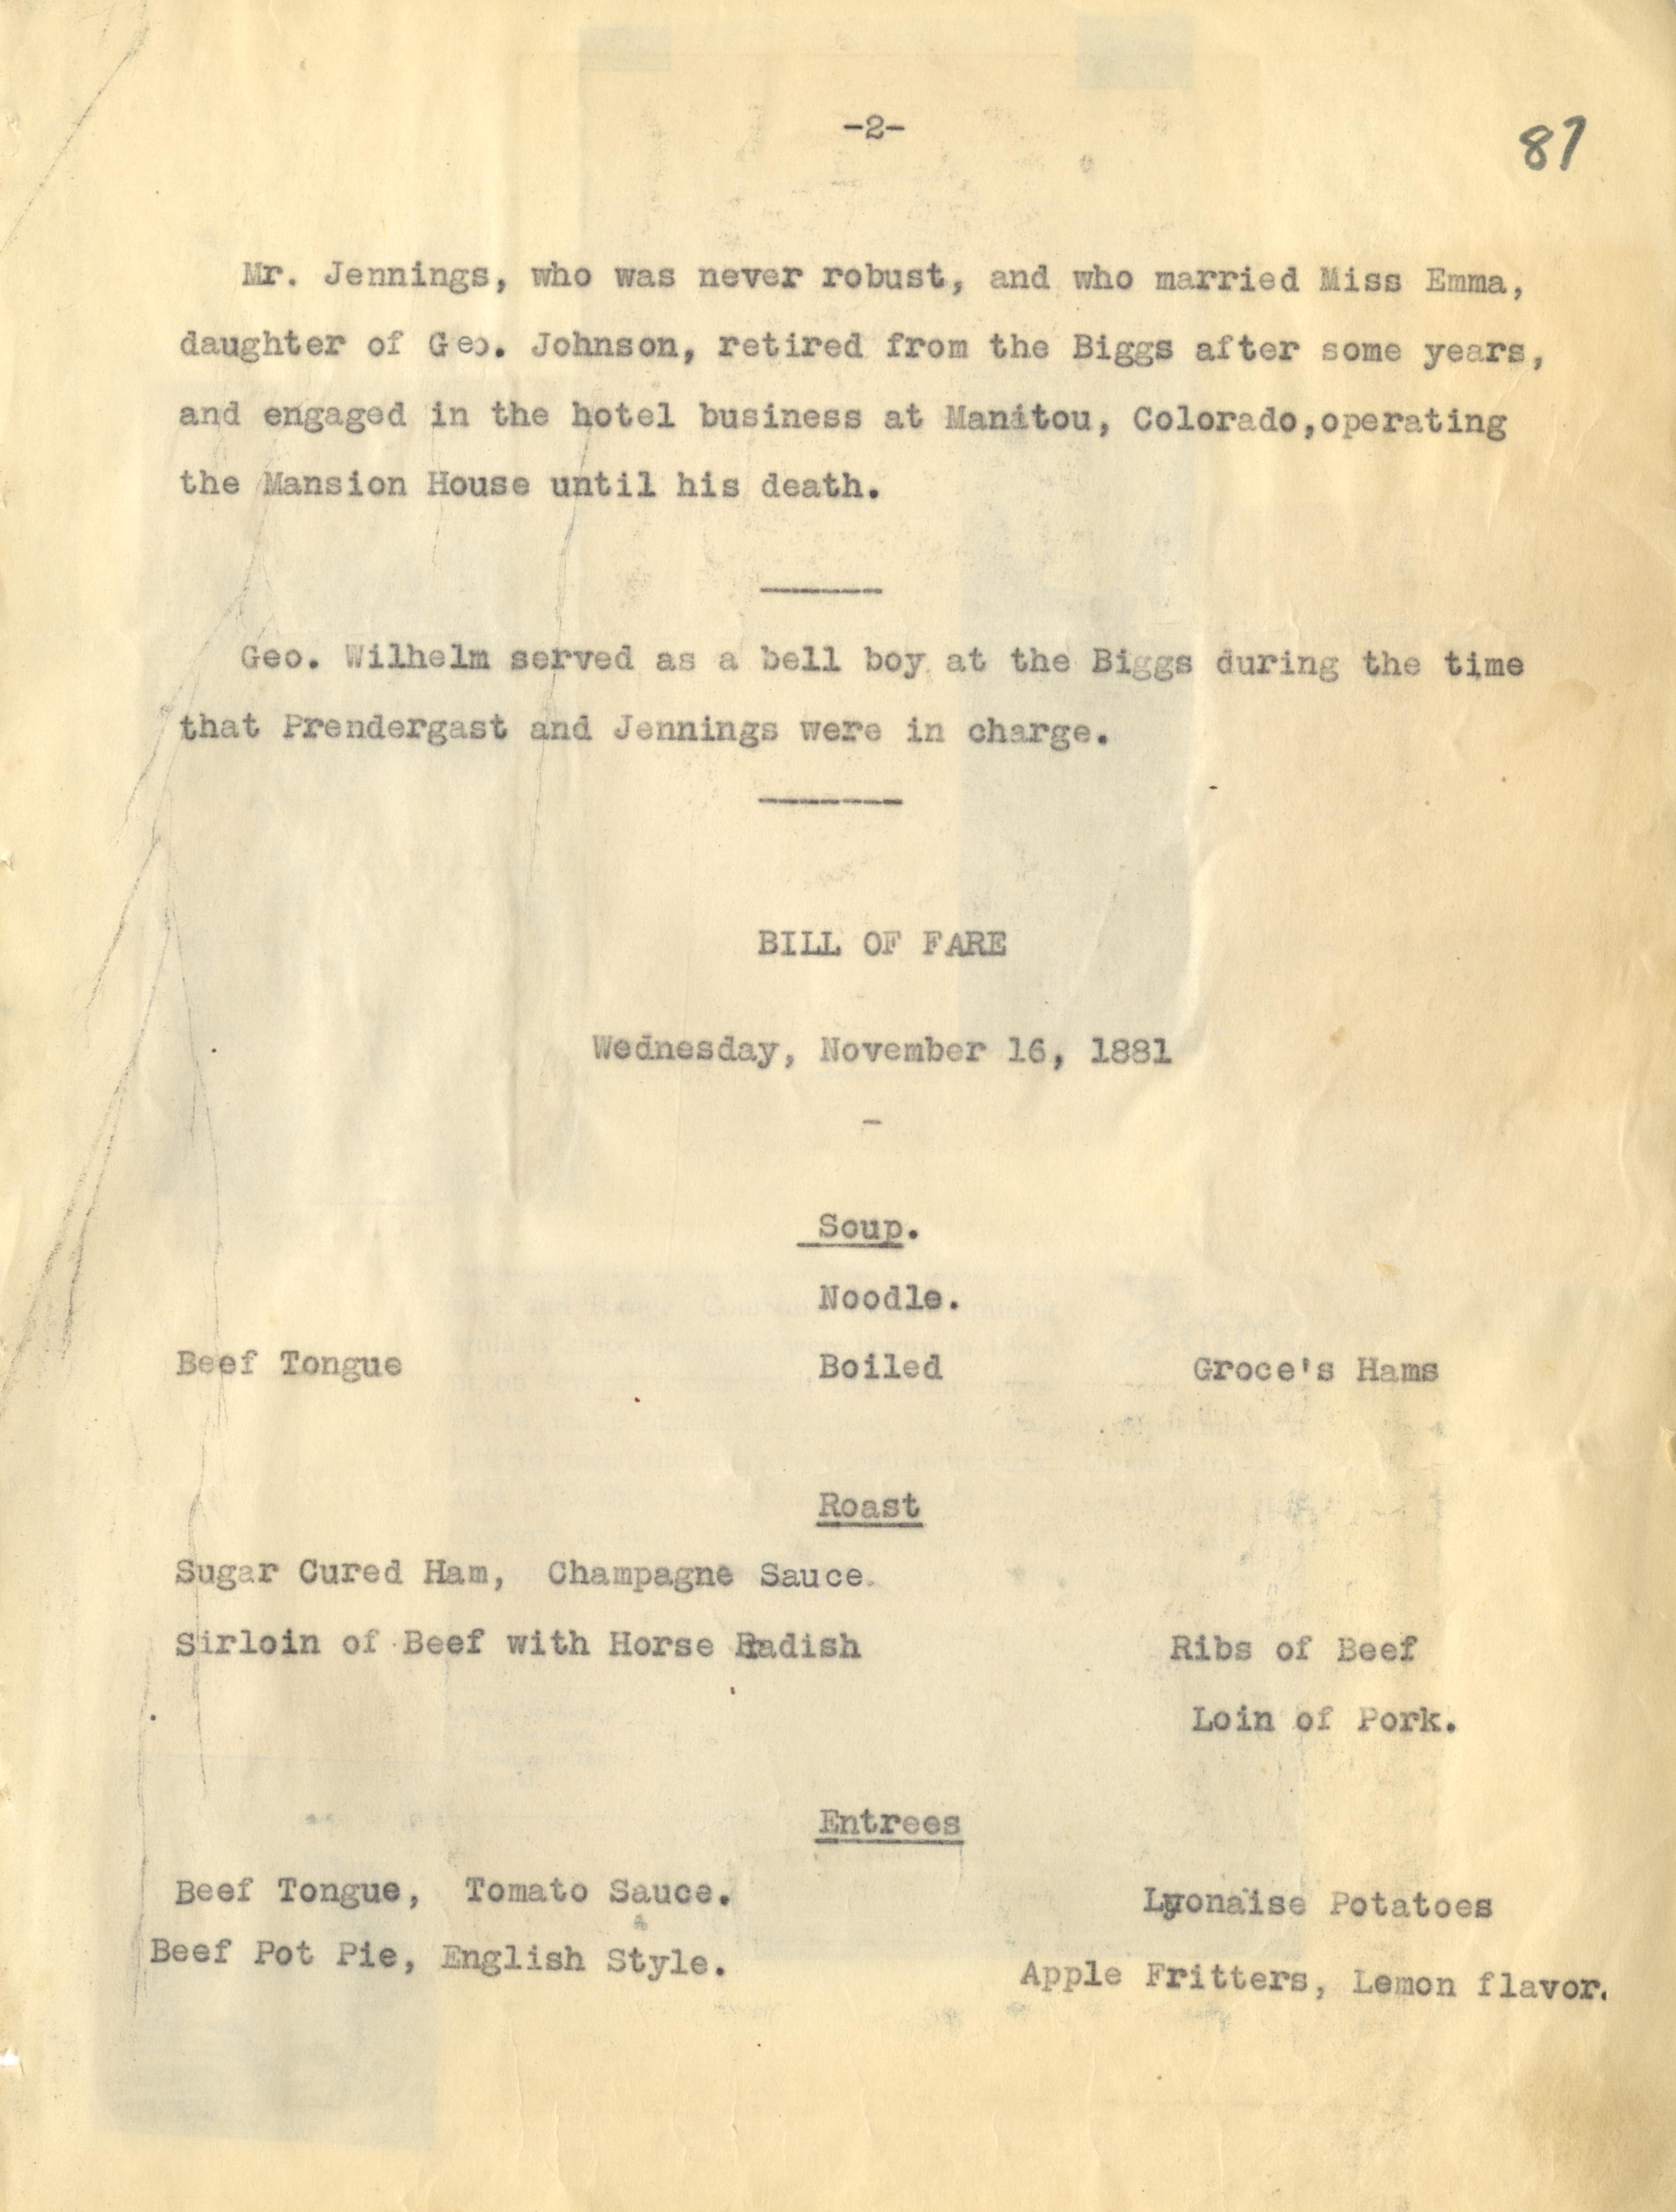 -2-
87
Mr. Jennings, who was never robust, and who married Miss Emma,
daughter of Geo. Johnson, retired from the Biggs after some years,
and engaged in the hotel business at Manitou, Colorado,operating
the Mansion House until his death.
Geo. Wilhelm served as a bell boy at the Biggs during the time
that Prendergast and Jennings were in charge.
BILL OF FARE
Wednesday, November 16, 1881
-
Soup.
Noodle.
Beef Tongue Boiled Groce's Hams
Roast
Sugar Cured Ham, Champagne Sauce.
Sirloin of Beef with Horse Radish Ribs of Beef
Loin of Pork.
Entrees
Beef Tongue, Tomato Sauce. Lyonaise Potatoes
Beef Pot Pie, English Style. Apple Fritters, Lemon flavor.